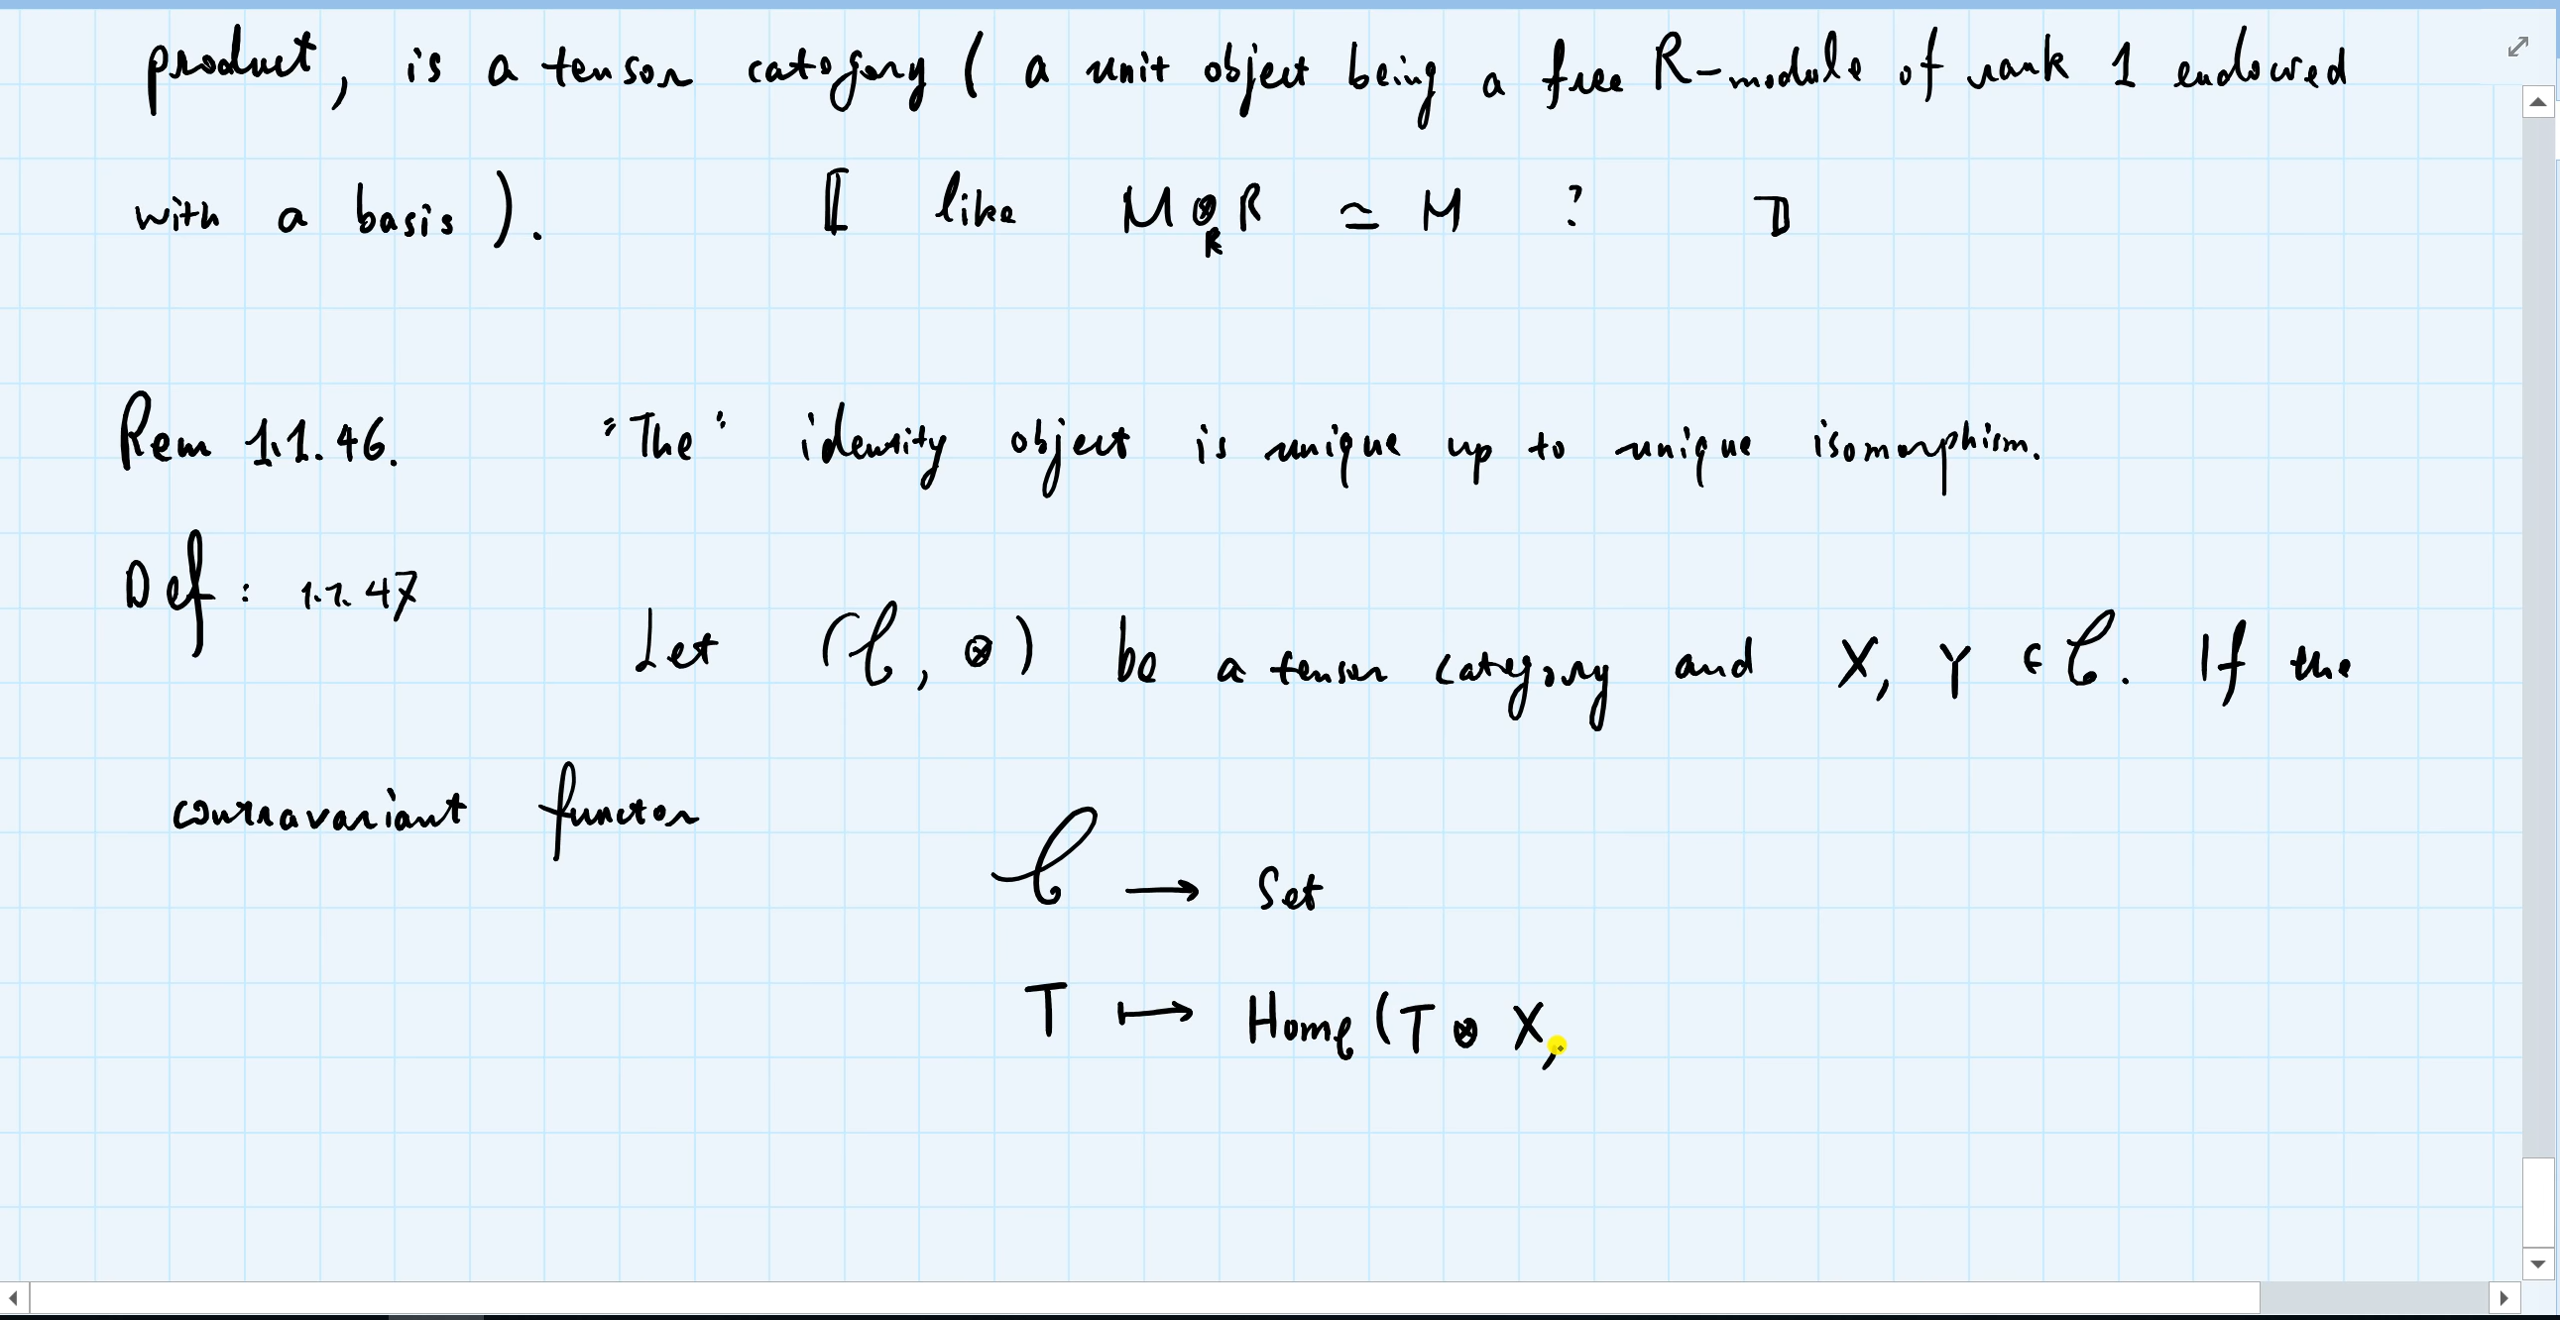 product, is a tensor category ( a unit object being a free R-module of rank 1 endowed
with a basis ). ⟦ like M ⊗_R R ≃ M ? ⟧
Rem 1.1.46. "The" identity object is unique up to unique isomorphism.
Def : 1.1.47
Let (𝒞, ⊗) be a tensor category and X, Y ∈ 𝒞. If the
contravariant functor
𝒞 → Set
T ↦ Hom_𝒞 (T ⊗ X,